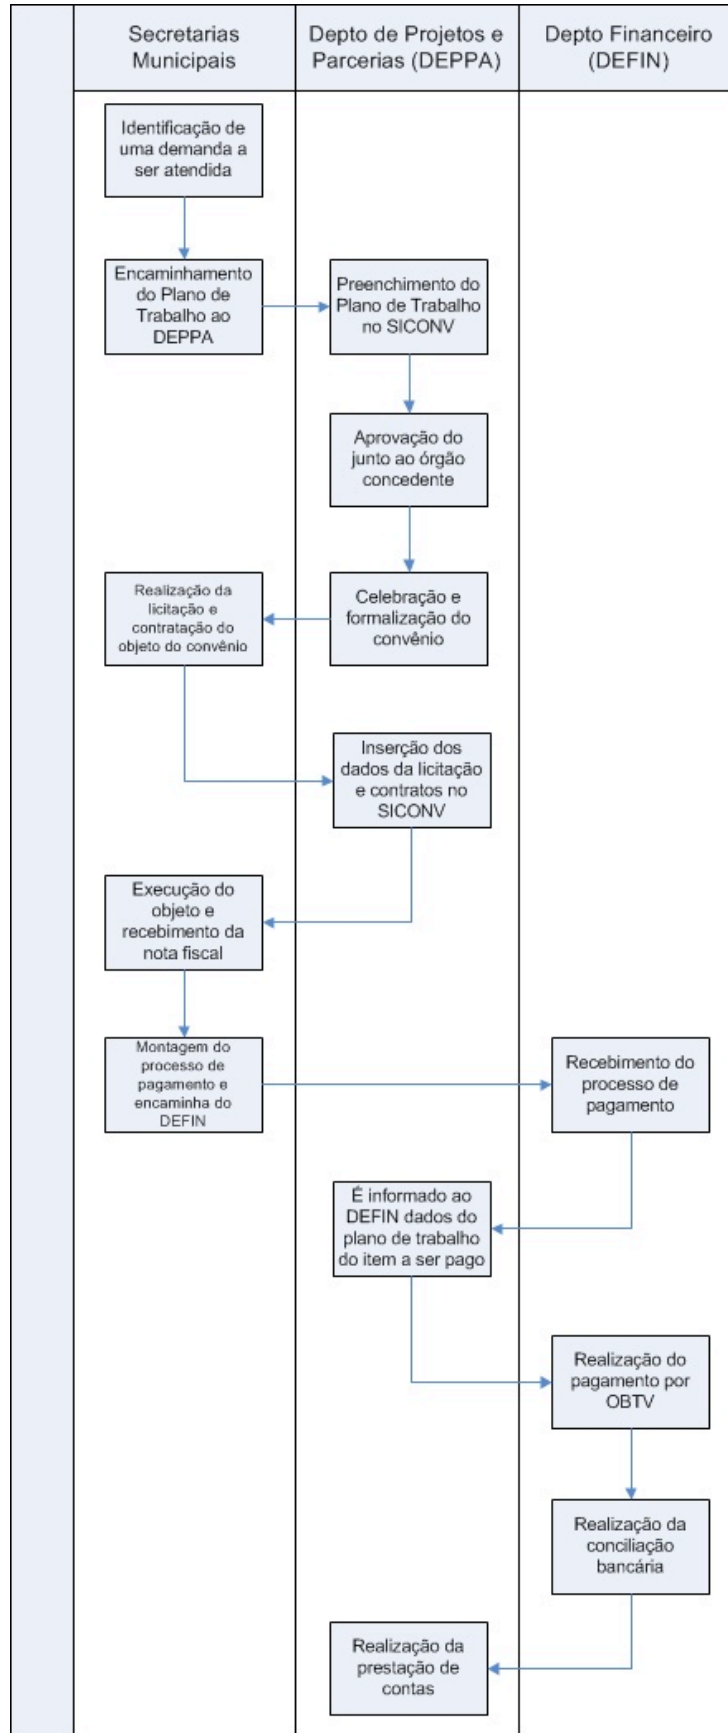 Secretarias
Municipais
Depto de Projetos e
Parcerias (DEPPA)
Depto Financeiro
(DEFIN)
Identificação de
uma demanda a
ser atendida
Encaminhamento
do Plano de
Trabalho ao
DEPPA
Preenchimento do
Plano de Trabalho
no SICONV
Aprovação do
junto ao órgão
concedente
Celebração e
formalização do
convênio
Realização da
licitação e
contratação do
objeto do convênio
Inserção dos
dados da licitação
e contratos no
SICONV
Execução do
objeto e
recebimento da
nota fiscal
Montagem do
processo de
pagamento e
encaminha do
DEFIN
Recebimento do
processo de
pagamento
É informado ao
DEFIN dados do
plano de trabalho
do item a ser pago
Realização do
pagamento por
OBTV
Realização da
conciliação
bancária
Realização da
prestação de
contas